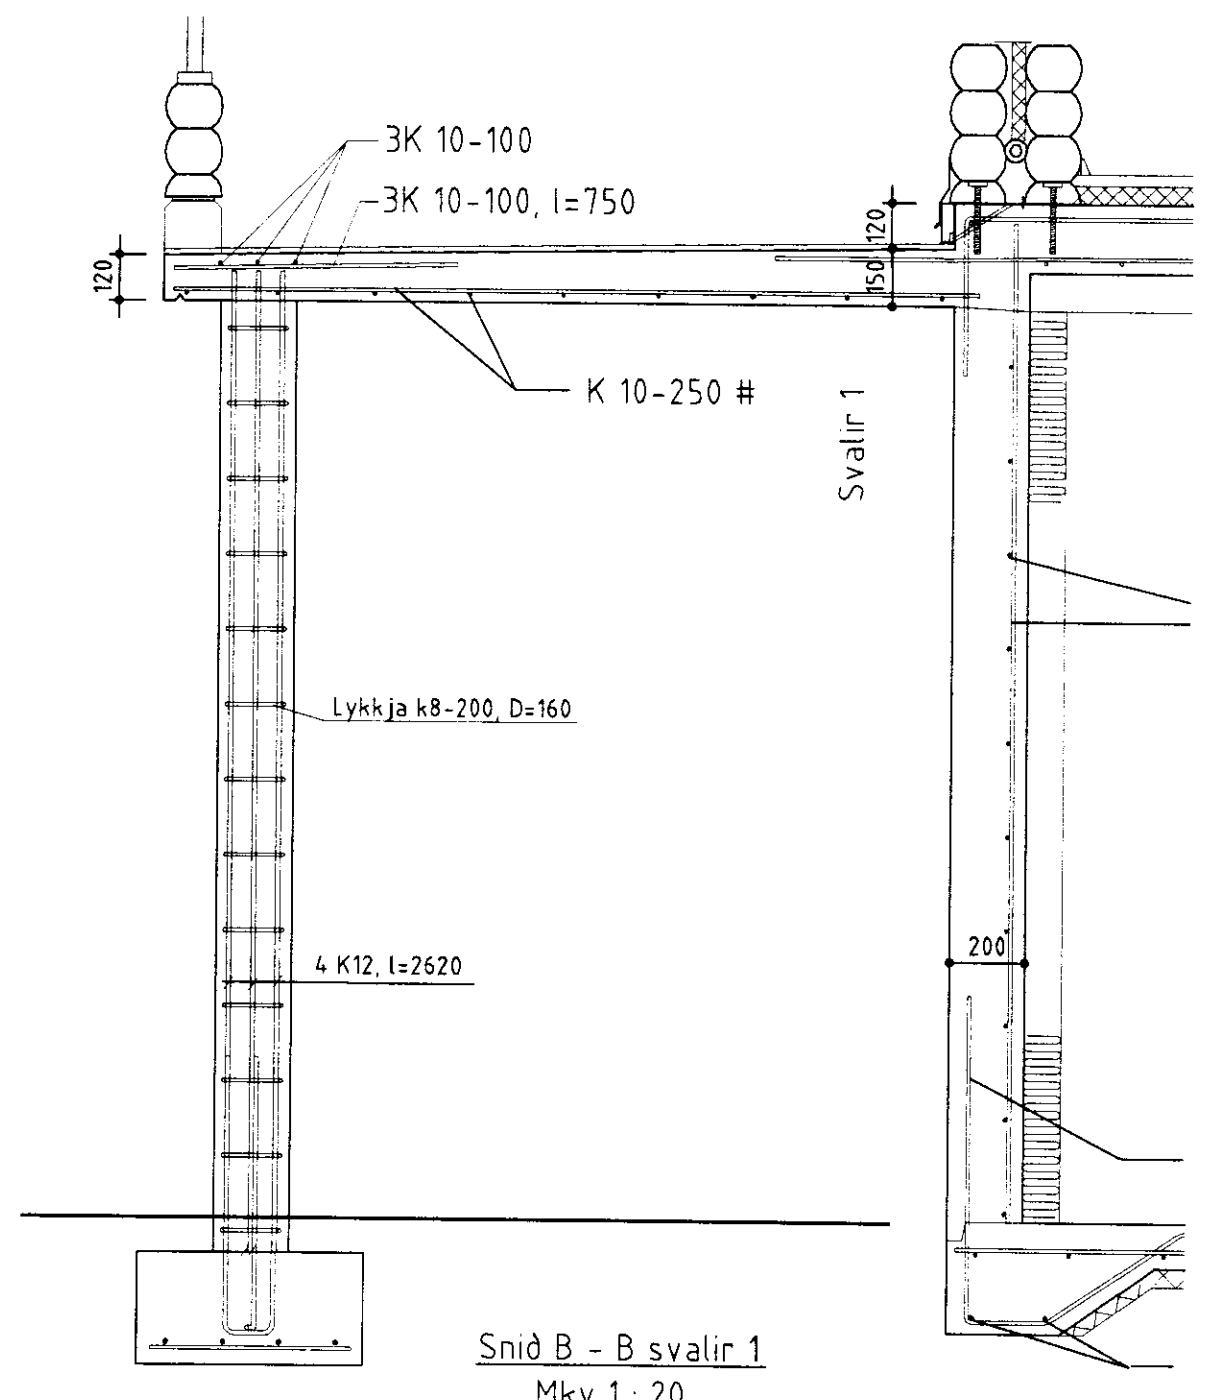 3K 10-100
3K 10-100, l=750
120
120
150
K 10-250 #
Svalir 1
Lykkja k8-200, D=160
4 K12, l=2620
200
Snið B - B svalir 1
Mkv 1 : 20